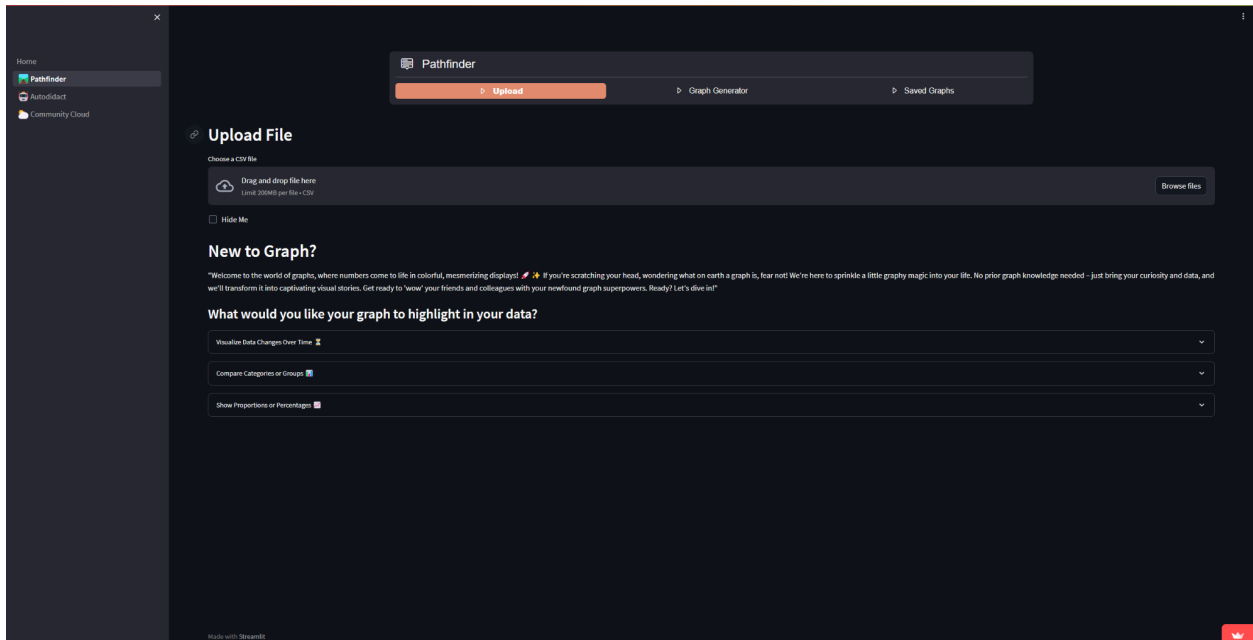 Home
Pathfinder
Autodidact
Community Cloud
Pathfinder
Upload
Graph Generator
Saved Graphs
Upload File
Choose a CSV file
Drag and drop file here
Limit 200MB per file • CSV
Browse files
Hide Me
New to Graph?
"Welcome to the world of graphs, where numbers come to life in colorful, mesmerizing displays! 🚀 ✨ If you're scratching your head, wondering what on earth a graph is, fear not! We're here to sprinkle a little graphy magic into your life. No prior graph knowledge needed – just bring your curiosity and data, and
we'll transform it into captivating visual stories. Get ready to 'wow' your friends and colleagues with your newfound graph superpowers. Ready? Let's dive in!"
What would you like your graph to highlight in your data?
Visualize Data Changes Over Time ⏳
Compare Categories or Groups 📊
Show Proportions or Percentages 📈
Made with Streamlit